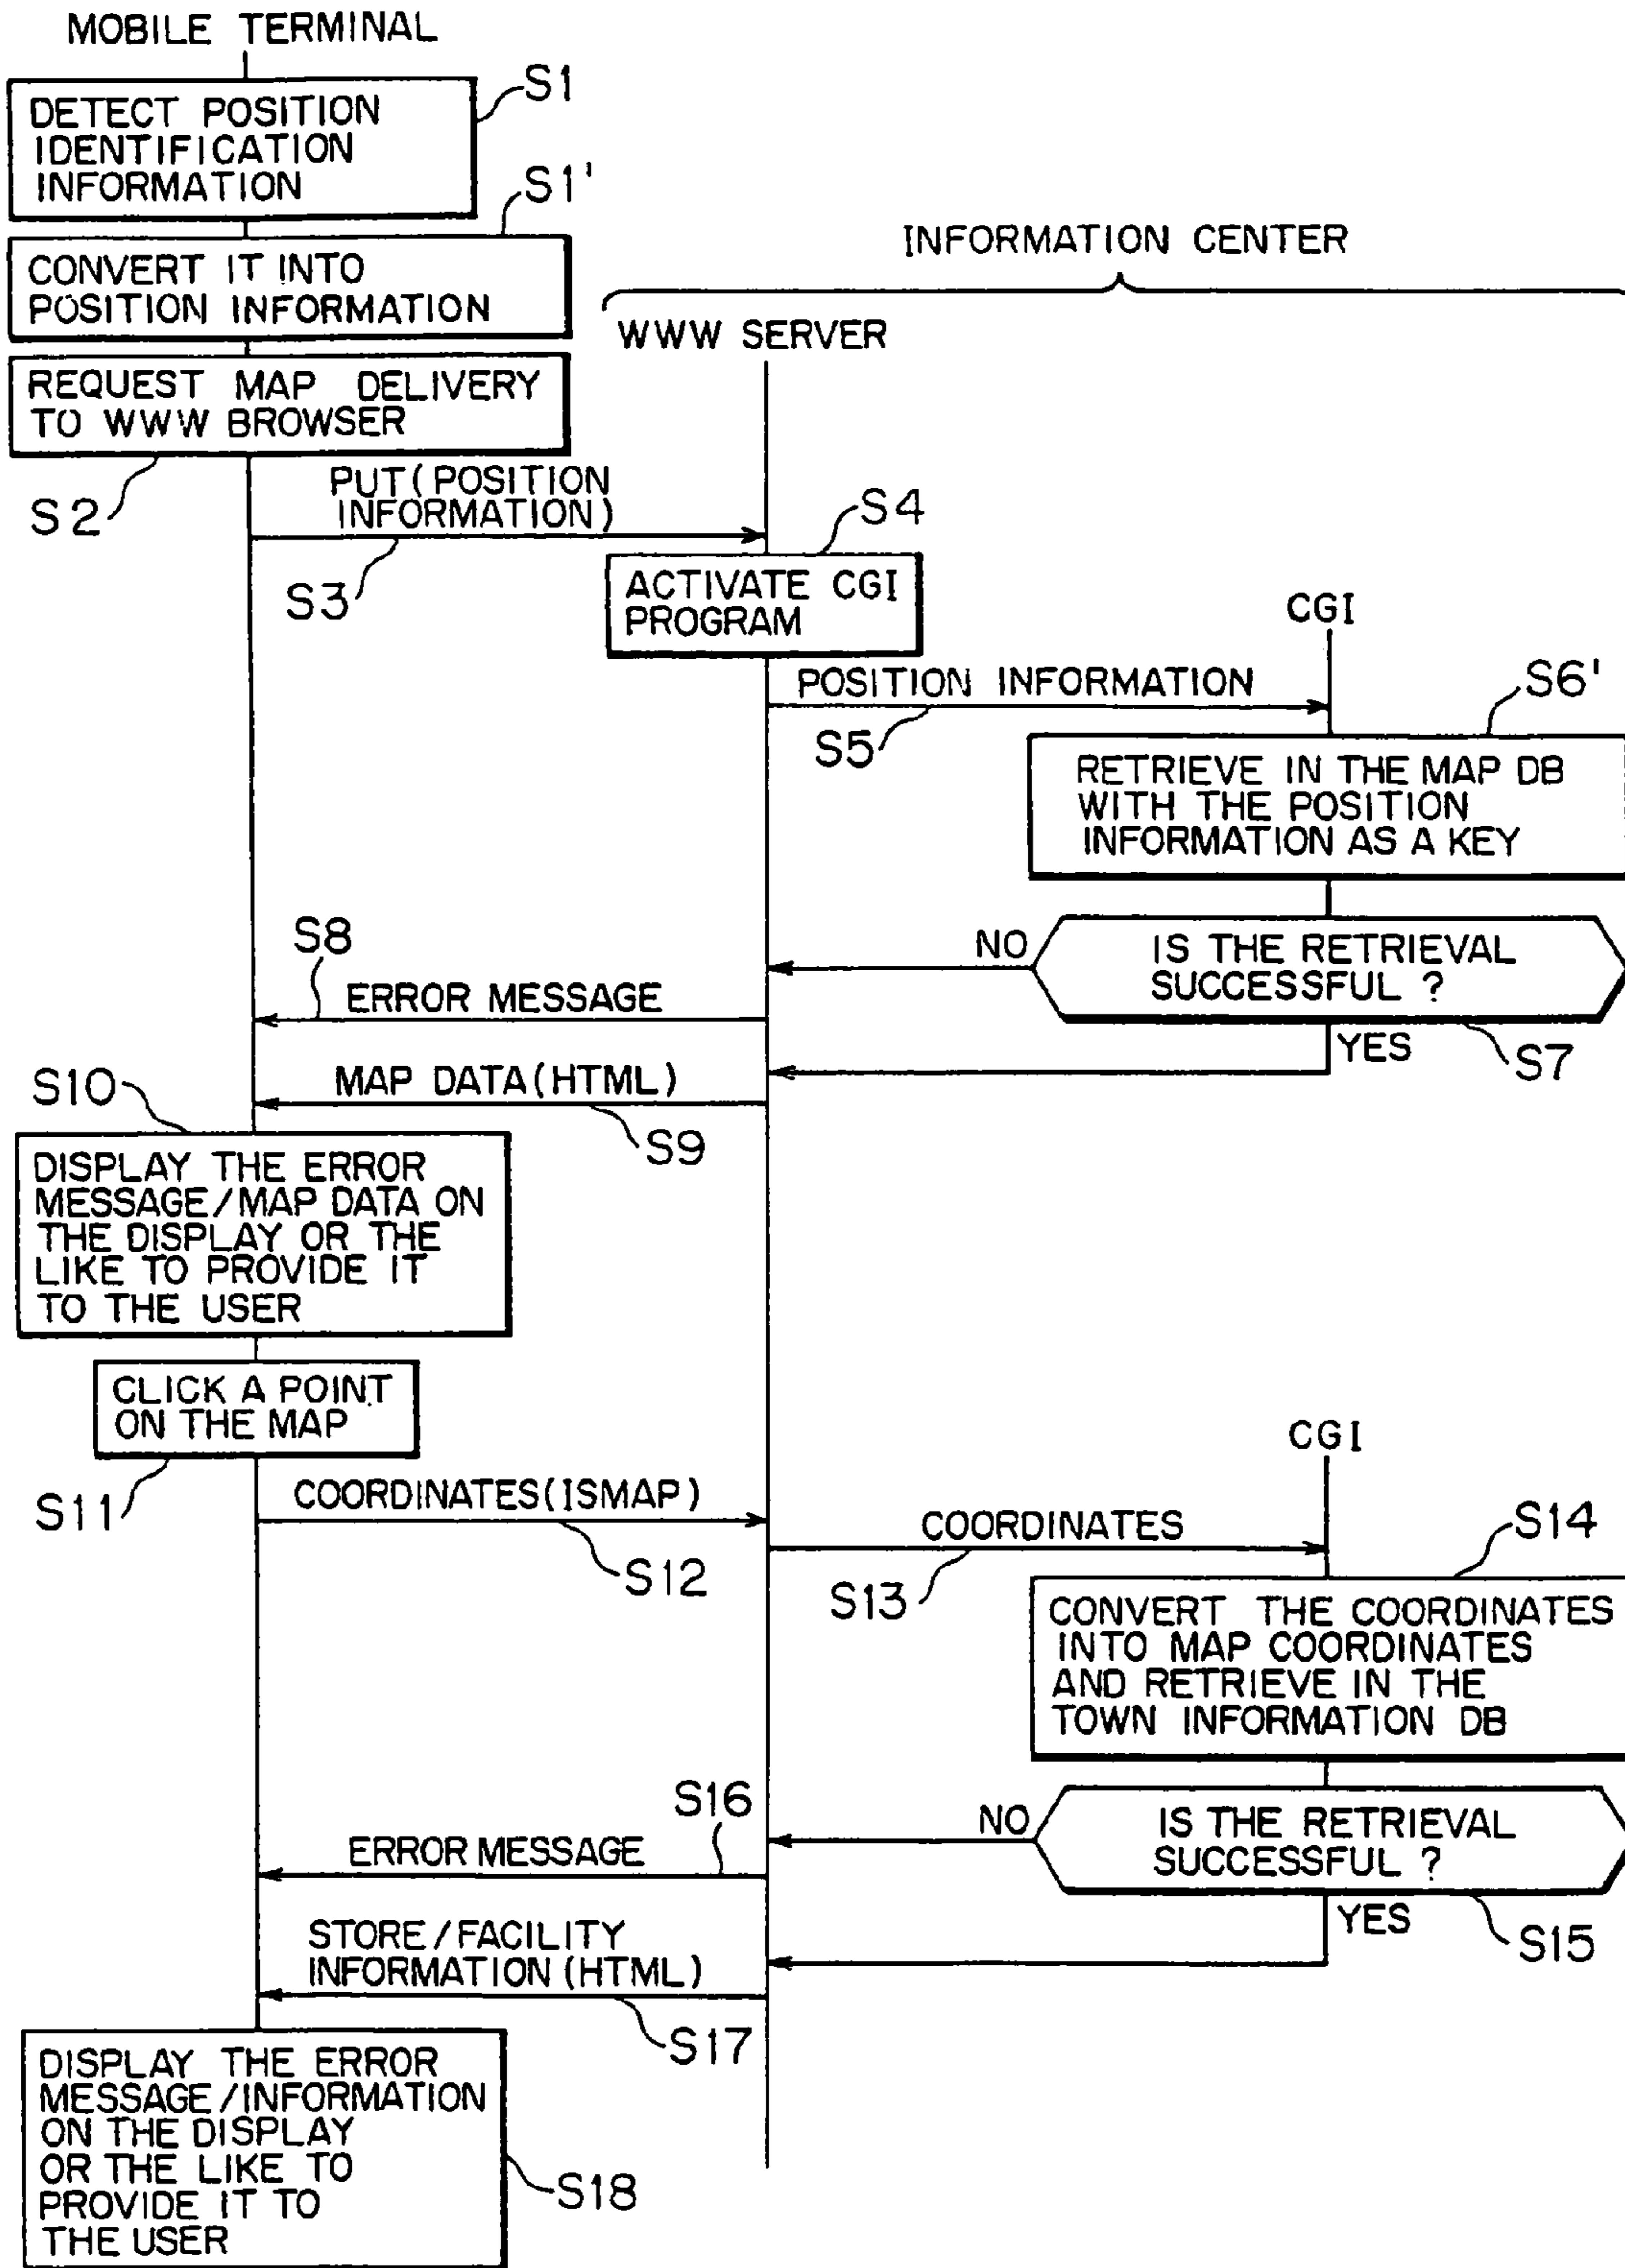 MOBILE TERMINAL
S1
DETECT POSITION
IDENTIFICATION
INFORMATION
S1'
CONVERT IT INTO
POSITION INFORMATION
INFORMATION CENTER
WWW SERVER
REQUEST MAP DELIVERY
TO WWW BROWSER
S2
PUT(POSITION
INFORMATION)
S3
S4
ACTIVATE CGI
PROGRAM
CGI
POSITION INFORMATION
S5
S6'
RETRIEVE IN THE MAP DB
WITH THE POSITION
INFORMATION AS A KEY
NO
IS THE RETRIEVAL
SUCCESSFUL ?
S8
ERROR MESSAGE
YES
S7
MAP DATA(HTML)
S9
S10
DISPLAY THE ERROR
MESSAGE/MAP DATA ON
THE DISPLAY OR THE
LIKE TO PROVIDE IT
TO THE USER
CLICK A POINT
ON THE MAP
S11
CGI
COORDINATES(ISMAP)
S12
COORDINATES
S13
S14
CONVERT THE COORDINATES
INTO MAP COORDINATES
AND RETRIEVE IN THE
TOWN INFORMATION DB
NO
IS THE RETRIEVAL
SUCCESSFUL ?
S16
ERROR MESSAGE
YES
S15
STORE/FACILITY
INFORMATION(HTML)
S17
DISPLAY THE ERROR
MESSAGE/INFORMATION
ON THE DISPLAY
OR THE LIKE TO
PROVIDE IT TO
THE USER
S18